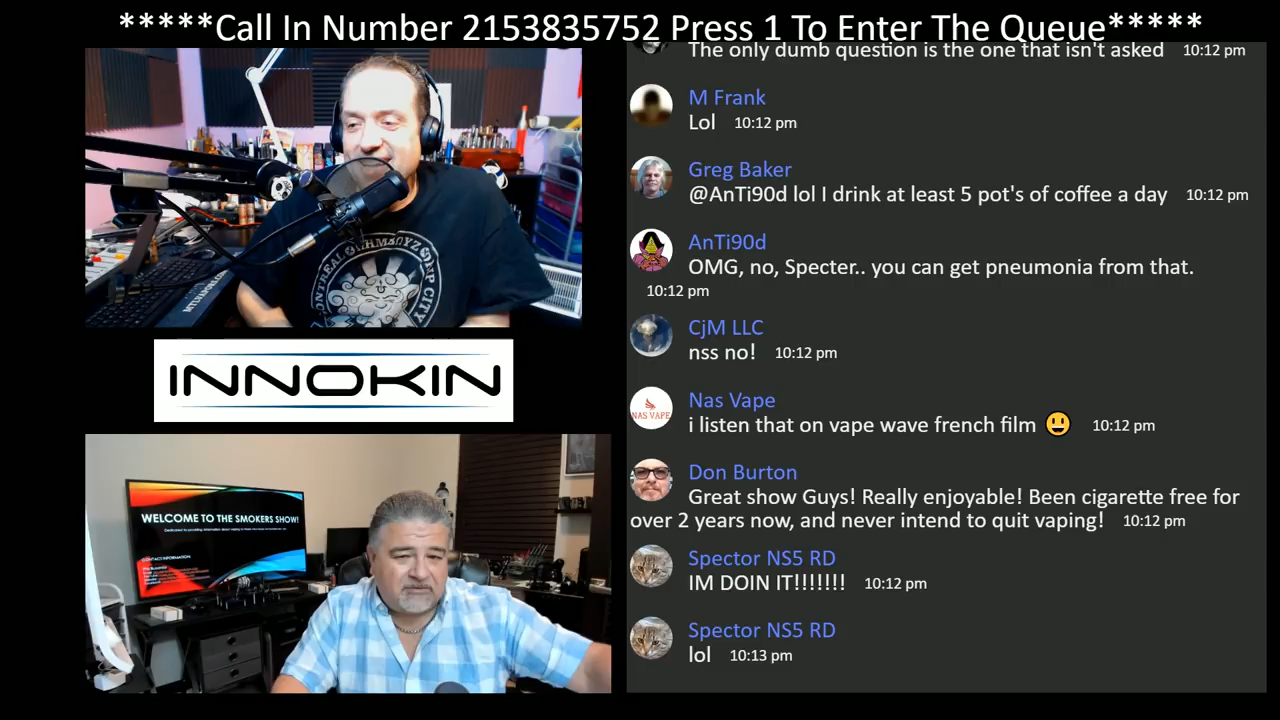 *****Call In Number 2153835752 Press 1 To Enter The Queue*****
The only dumb question is the one that isn't asked 10:12 pm
M Frank
Lol 10:12 pm
Greg Baker
@AnTi90d lol I drink at least 5 pot's of coffee a day 10:12 pm
AnTi90d
OMG, no, Specter.. you can get pneumonia from that.
10:12 pm
CjM LLC
nss no! 10:12 pm
NAS VAPE
Nas Vape
i listen that on vape wave french film 😃 10:12 pm
Don Burton
Great show Guys! Really enjoyable! Been cigarette free for
over 2 years now, and never intend to quit vaping! 10:12 pm
Spector NS5 RD
IM DOIN IT!!!!!!! 10:12 pm
Spector NS5 RD
lol 10:13 pm
INNOKIN
WELCOME TO THE SMOKERS SHOW!
CONTACT INFORMATION